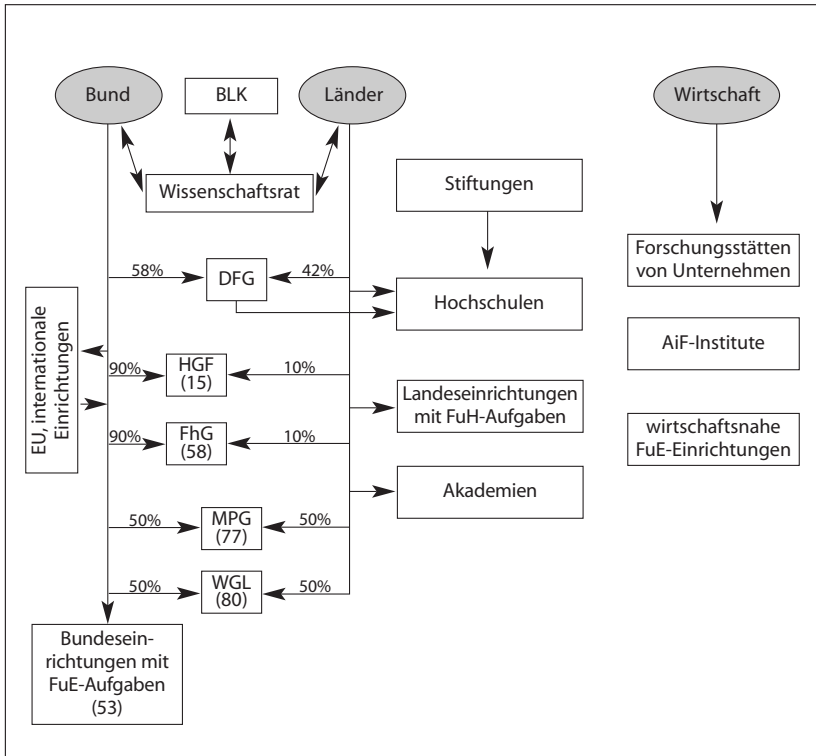 Bund
BLK
Länder
Wirtschaft
Wissenschaftsrat
Stiftungen
Forschungsstätten
von Unternehmen
58%
DFG
42%
Hochschulen
EU, internationale
Einrichtungen
AiF-Institute
90%
HGF
(15)
10%
Landeseinrichtungen
mit FuH-Aufgaben
wirtschaftsnahe
FuE-Einrichtungen
90%
FhG
(58)
10%
Akademien
50%
MPG
(77)
50%
50%
WGL
(80)
50%
Bundesein-
richtungen mit
FuE-Aufgaben
(53)